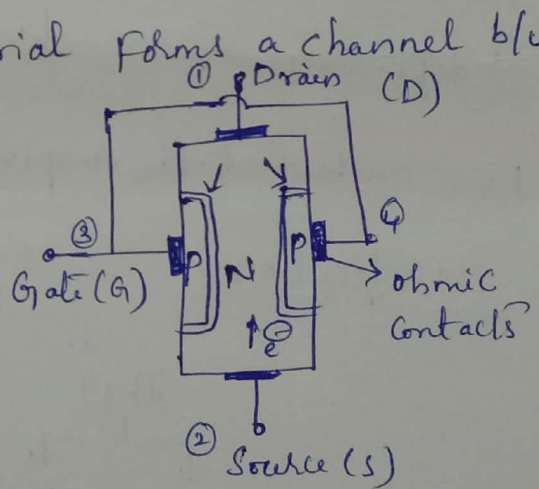 rial Forms a channel b/w
① Drain
(D)
③
④
P N P
Gate (G)
ohmic
contacts
e⊖
②
Source (S)